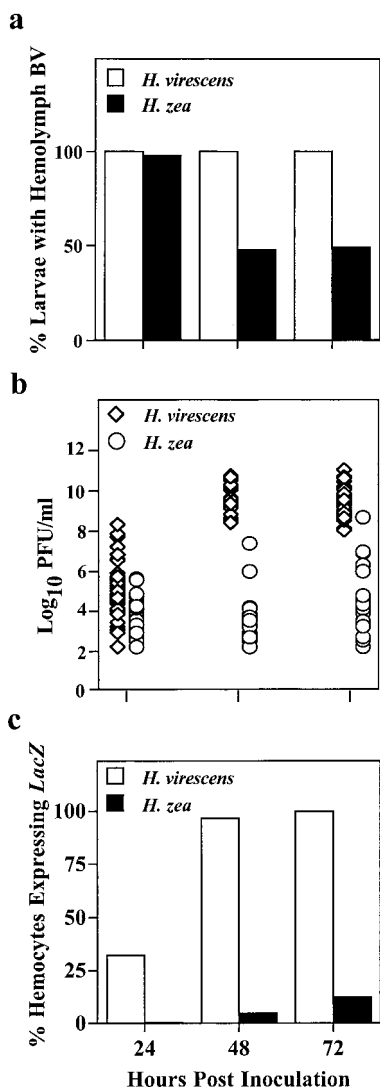 a
% Larvae with Hemolymph BV
H. virescens
H. zea
100
50
0
b
Log10 PFU/ml
H. virescens
H. zea
12
10
8
6
4
2
0
c
% Hemocytes Expressing LacZ
H. virescens
H. zea
100
75
50
25
0
24 48 72
Hours Post Inoculation